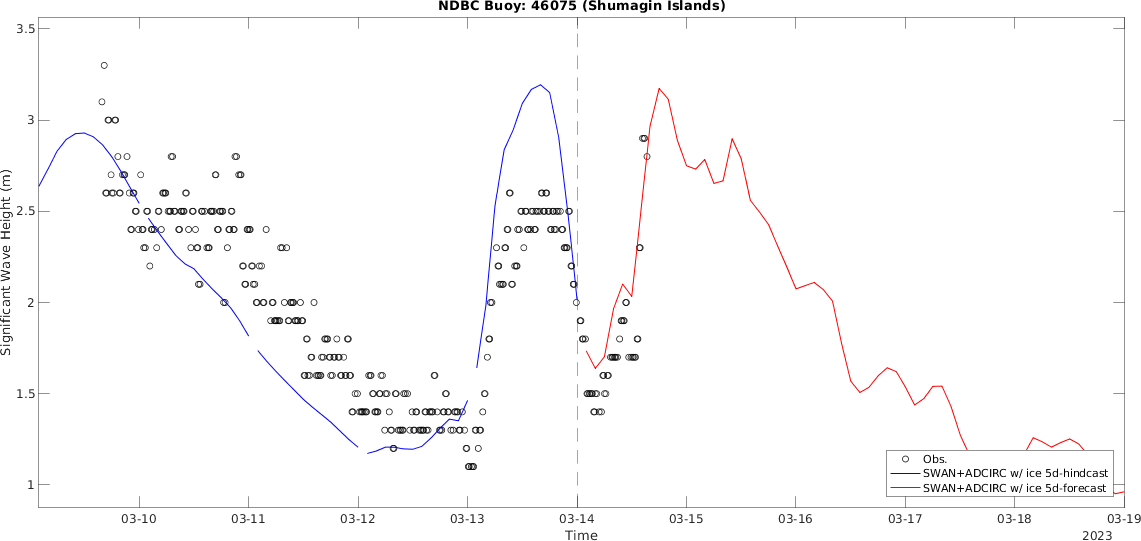 NDBC Buoy: 46075 (Shumagin Islands)
Significant Wave Height (m)
3.5
3
2.5
2
1.5
1
Obs.
SWAN+ADCIRC w/ ice 5d-hindcast
SWAN+ADCIRC w/ ice 5d-forecast
03-10 03-11 03-12 03-13 03-14 03-15 03-16 03-17 03-18 03-19
Time
2023